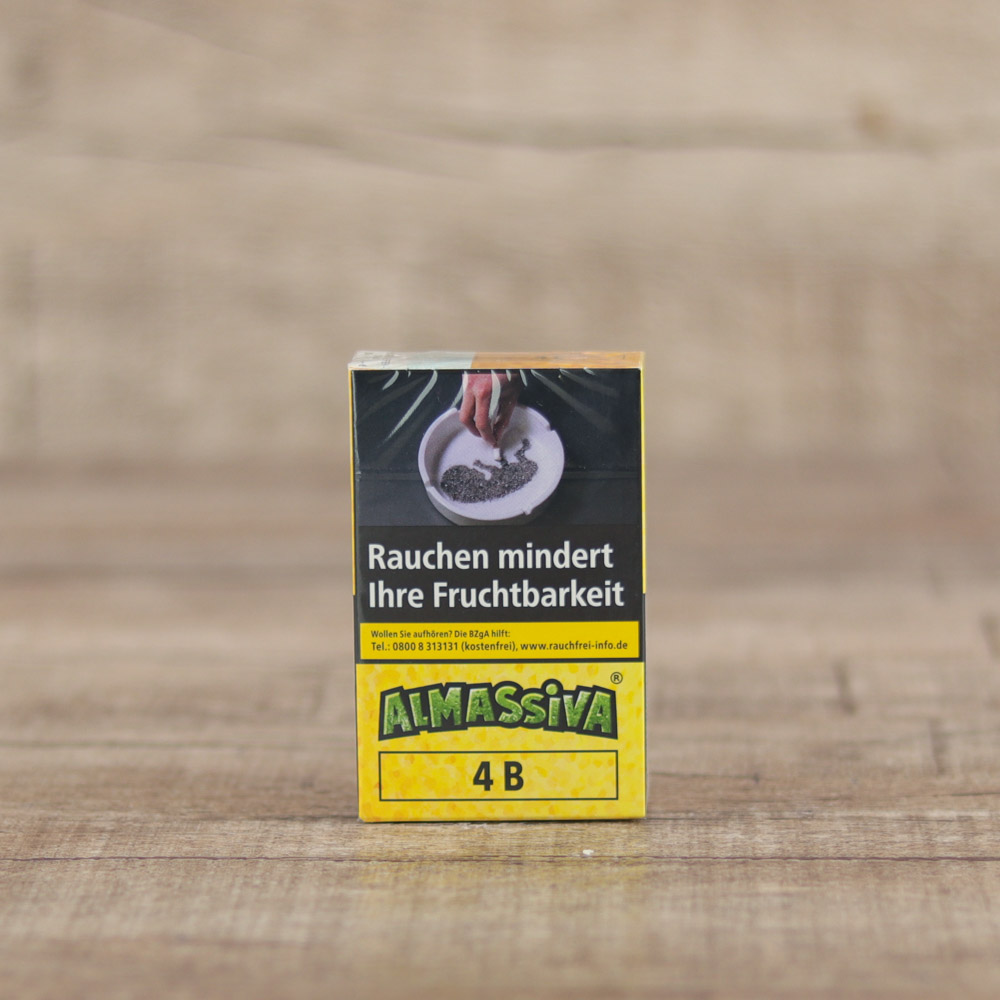 Rauchen mindert
Ihre Fruchtbarkeit
Wollen Sie aufhören? Die BZgA hilft:
Tel.: 0800 8 313131 (kostenfrei), www.rauchfrei-info.de
ALMASSiVA®
4 B